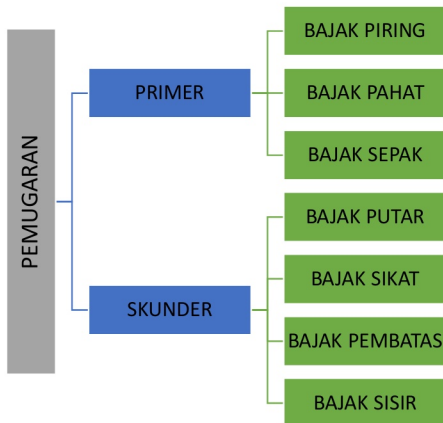 PEMUGARAN
PRIMER
BAJAK PIRING
BAJAK PAHAT
BAJAK SEPAK
SKUNDER
BAJAK PUTAR
BAJAK SIKAT
BAJAK PEMBATAS
BAJAK SISIR